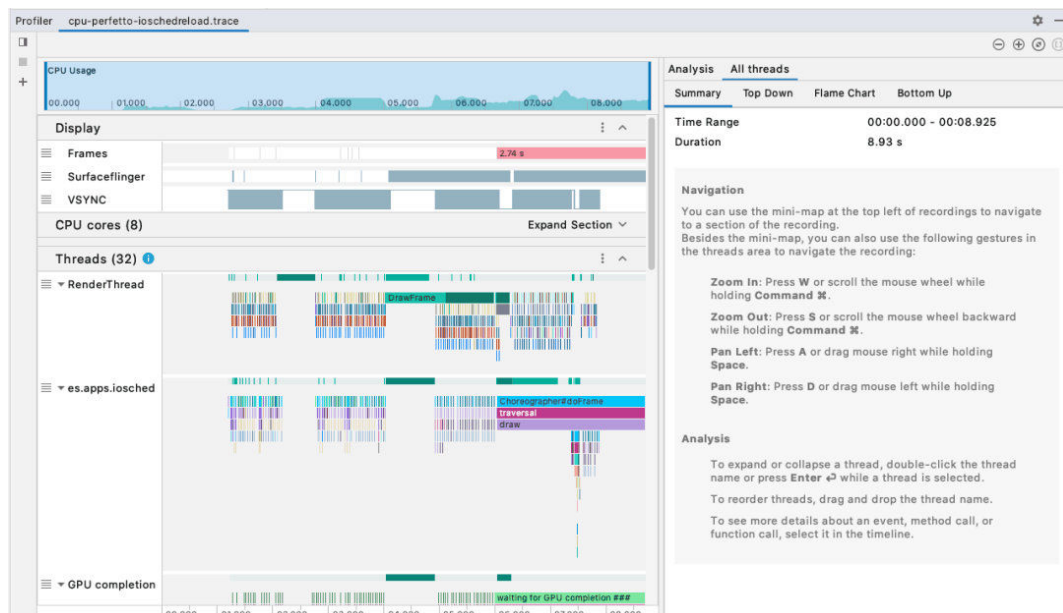 Profiler cpu-perfetto-ioschedreload.trace
CPU Usage
00.000 01.000 02.000 03.000 04.000 05.000 06.000 07.000 08.000
Display
Frames 2.74 s
Surfaceflinger
VSYNC
CPU cores (8) Expand Section
Threads (32)
RenderThread
DrawFrame
es.apps.iosched
Choreographer#doFrame
traversal
draw
GPU completion
waiting for GPU completion ###
Analysis All threads
Summary Top Down Flame Chart Bottom Up
Time Range 00:00.000 - 00:08.925
Duration 8.93 s
Navigation
You can use the mini-map at the top left of recordings to navigate
to a section of the recording.
Besides the mini-map, you can also use the following gestures in
the threads area to navigate the recording:
Zoom In: Press W or scroll the mouse wheel while
holding Command ⌘.
Zoom Out: Press S or scroll the mouse wheel backward
while holding Command ⌘.
Pan Left: Press A or drag mouse right while holding
Space.
Pan Right: Press D or drag mouse left while holding
Space.
Analysis
To expand or collapse a thread, double-click the thread
name or press Enter ↵ while a thread is selected.
To reorder threads, drag and drop the thread name.
To see more details about an event, method call, or
function call, select it in the timeline.